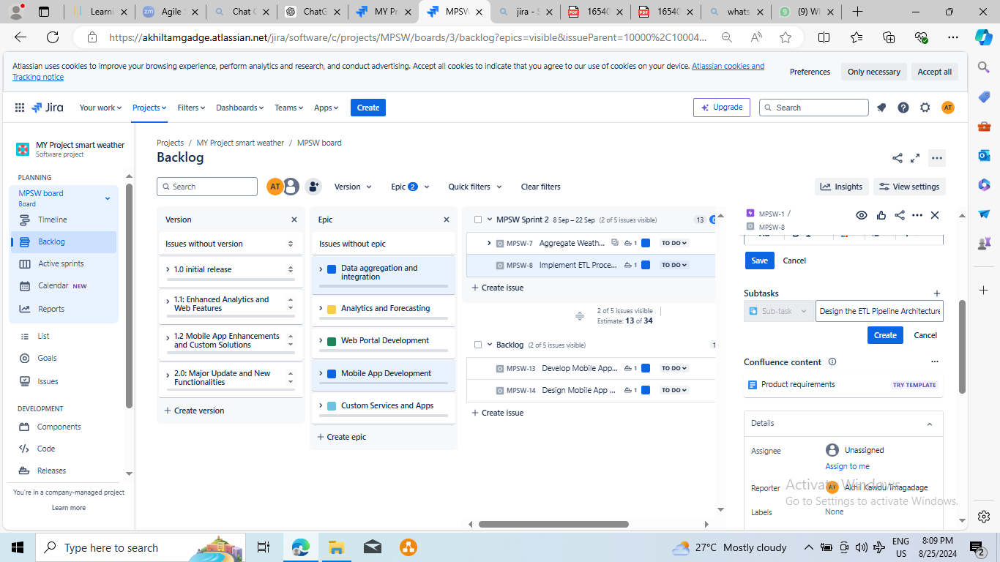 Learni
Agile S
Chat G
ChatG
MY Pr
MPSW
jira - S
16540
16540
whats
(9) W
https://akhiltamgadge.atlassian.net/jira/software/c/projects/MPSW/boards/3/backlog?epics=visible&issueParent=10000%2C10004...
Atlassian uses cookies to improve your browsing experience, perform analytics and research, and conduct advertising. Accept all cookies to indicate that you agree to our use of cookies on your device. Atlassian cookies and
Tracking notice
Preferences
Only necessary
Accept all
Jira
Your work
Projects
Filters
Dashboards
Teams
Apps
Create
Upgrade
Search
AT
MY Project smart weather
Software project
PLANNING
MPSW board
Board
Timeline
Backlog
Active sprints
Calendar NEW
Reports
List
Goals
Issues
DEVELOPMENT
Components
Code
Releases
You're in a company-managed project
Learn more
Projects / MY Project smart weather / MPSW board
Backlog
Search
AT
Version
Epic 2
Quick filters
Clear filters
Insights
View settings
Version
Issues without version
1.0 initial release
1.1: Enhanced Analytics and
Web Features
1.2 Mobile App Enhancements
and Custom Solutions
2.0: Major Update and New
Functionalities
+ Create version
Epic
Issues without epic
Data aggregation and
integration
Analytics and Forecasting
Web Portal Development
Mobile App Development
Custom Services and Apps
+ Create epic
MPSW Sprint 2 8 Sep – 22 Sep (2 of 5 issues visible) 13
MPSW-7 Aggregate Weath... 1 TO DO
MPSW-8 Implement ETL Proce... 1 TO DO
+ Create issue
2 of 5 issues visible
Estimate: 13 of 34
Backlog (2 of 5 issues visible)
MPSW-13 Develop Mobile App... 1 TO DO
MPSW-14 Design Mobile App ... 1 TO DO
+ Create issue
MPSW-1 /
MPSW-8
Save
Cancel
Subtasks
Sub-task
Design the ETL Pipeline Architecture
Create
Cancel
Confluence content
Product requirements
TRY TEMPLATE
Details
Assignee
Unassigned
Assign to me
Reporter
AT Akhil Kawdu Tmagadage
Labels
None
Activate Windows
Go to Settings to activate Windows.
Type here to search
27°C Mostly cloudy
ENG
US
8:09 PM
8/25/2024
2